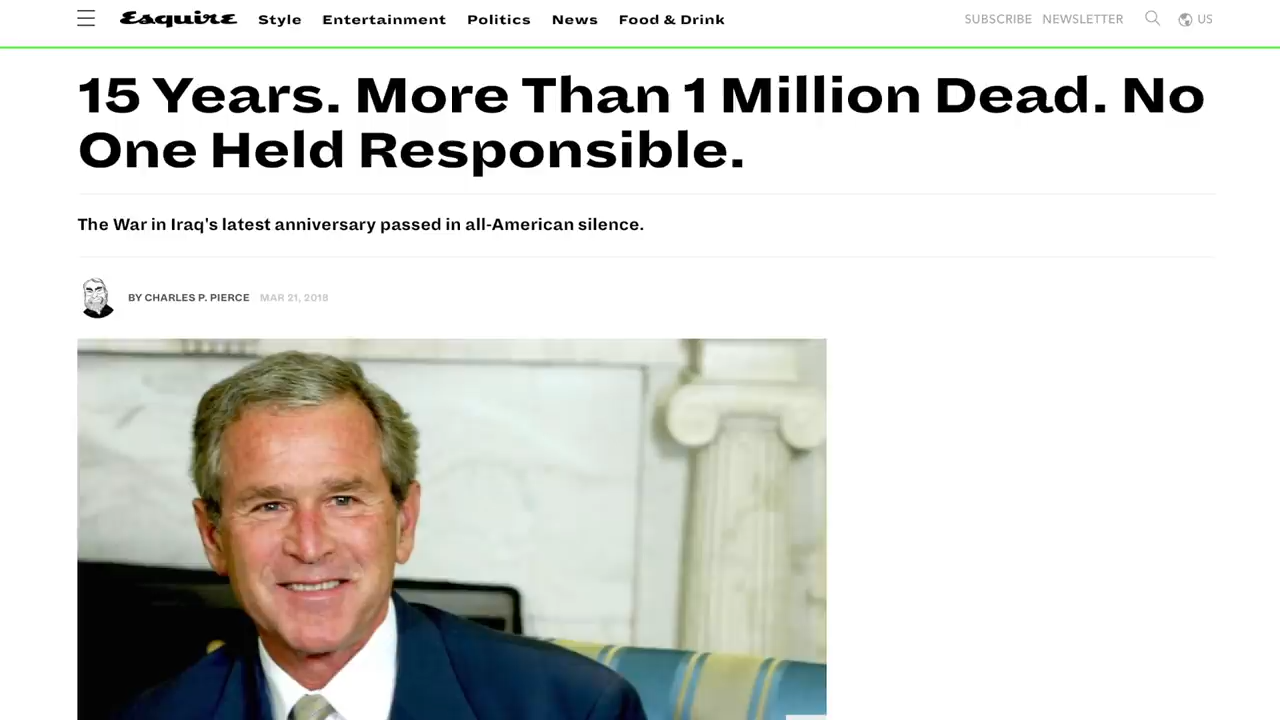 Esquire Style Entertainment Politics News Food & Drink SUBSCRIBE NEWSLETTER US
15 Years. More Than 1 Million Dead. No
One Held Responsible.
The War in Iraq's latest anniversary passed in all-American silence.
BY CHARLES P. PIERCE MAR 21, 2018